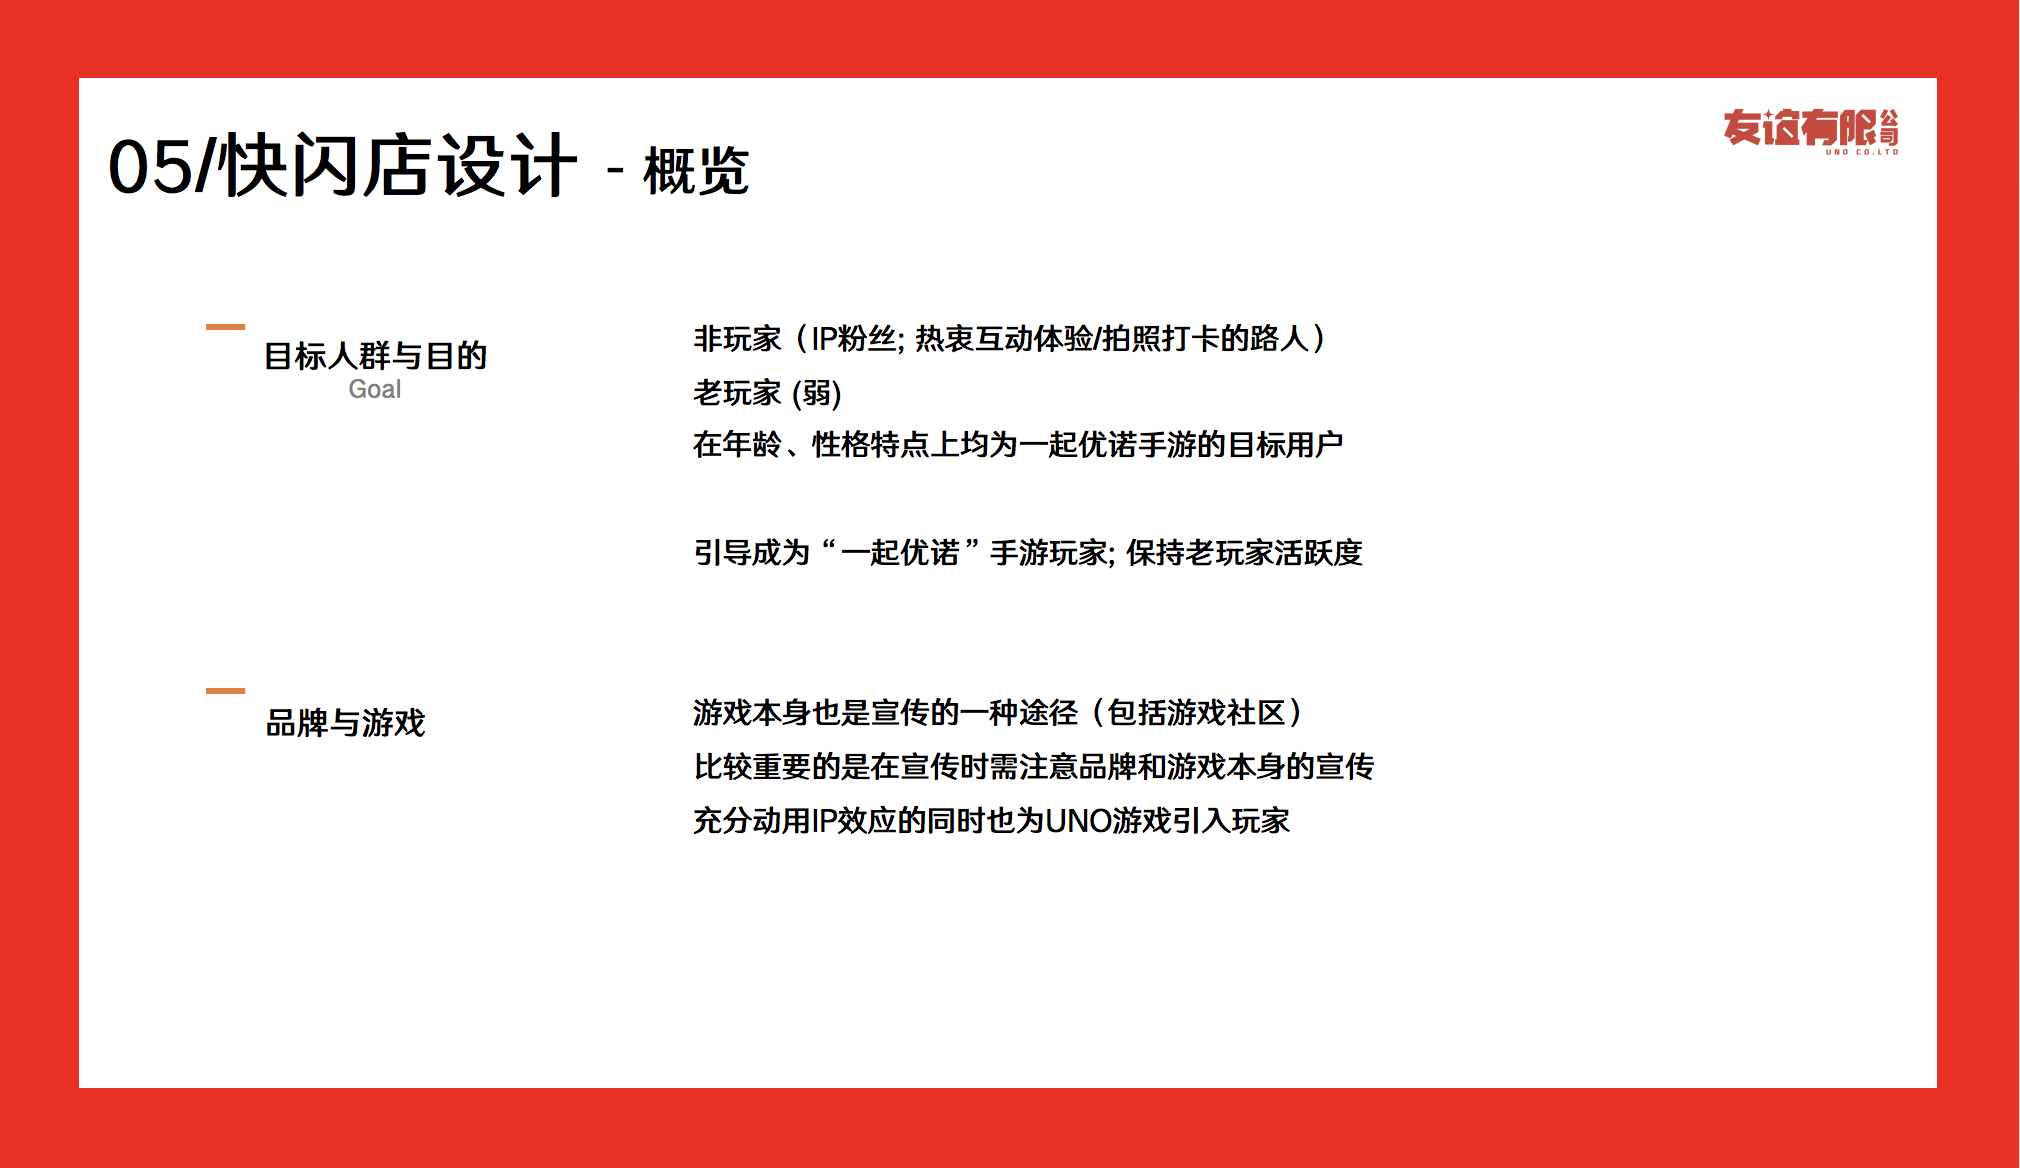 05/快闪店设计 - 概览
友谊有限公司
UNO CO.LTD
目标人群与目的
Goal
非玩家（IP粉丝; 热衷互动体验/拍照打卡的路人）
老玩家 (弱)
在年龄、性格特点上均为一起优诺手游的目标用户
引导成为“一起优诺”手游玩家; 保持老玩家活跃度
品牌与游戏
游戏本身也是宣传的一种途径（包括游戏社区）
比较重要的是在宣传时需注意品牌和游戏本身的宣传
充分动用IP效应的同时也为UNO游戏引入玩家